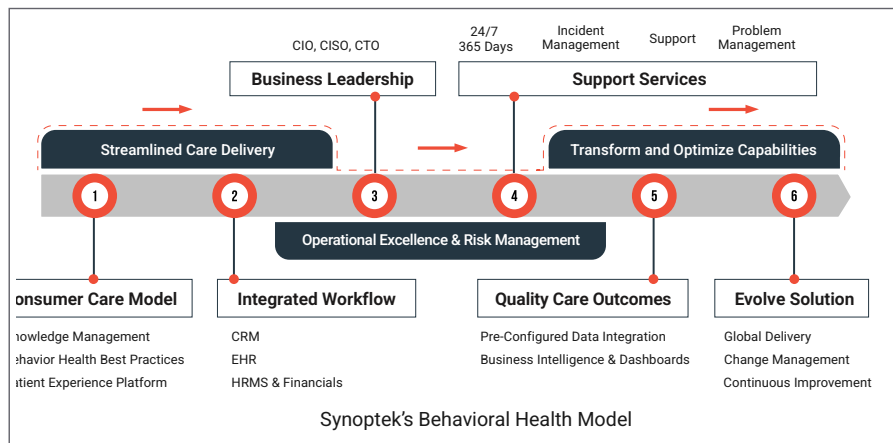 CIO, CISO, CTO
Business Leadership
24/7
365 Days
Incident
Management
Support
Problem
Management
Support Services
Streamlined Care Delivery
Transform and Optimize Capabilities
1
2
3
4
5
6
Operational Excellence & Risk Management
onsumer Care Model
nowledge Management
ehavior Health Best Practices
atient Experience Platform
Integrated Workflow
CRM
EHR
HRMS & Financials
Quality Care Outcomes
Pre-Configured Data Integration
Business Intelligence & Dashboards
Evolve Solution
Global Delivery
Change Management
Continuous Improvement
Synoptek's Behavioral Health Model